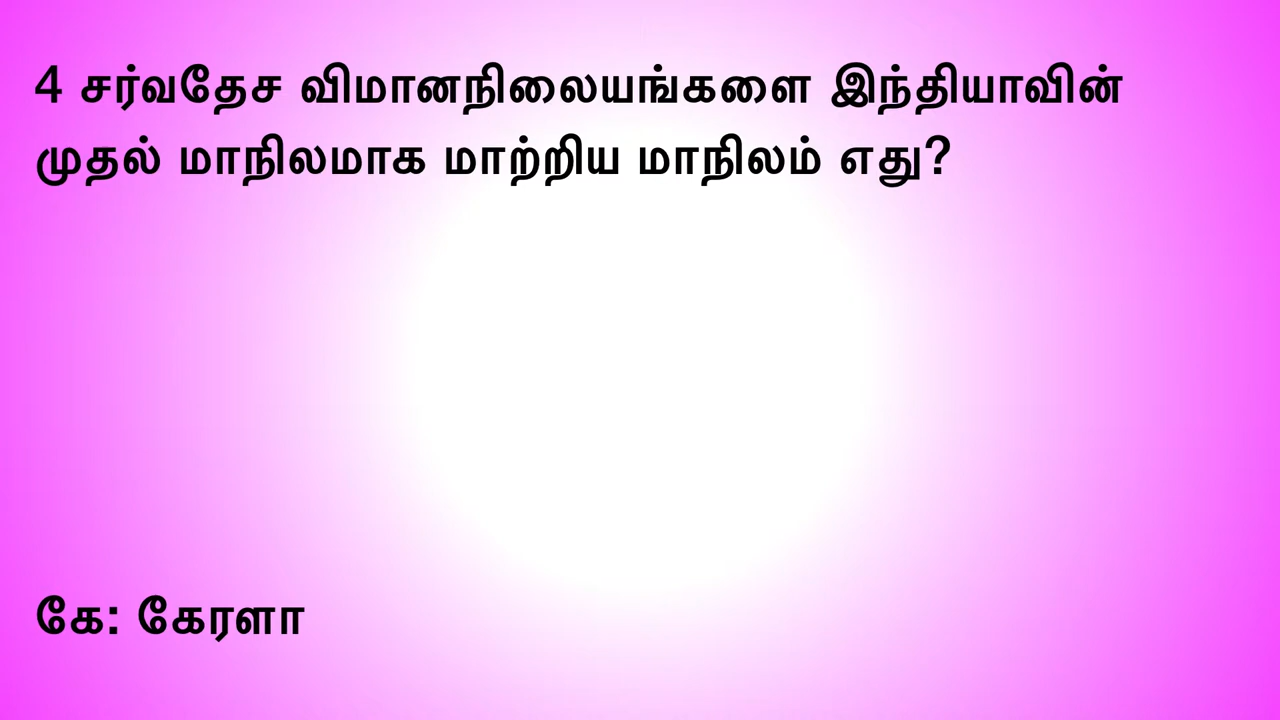 4 சர்வதேச விமானநிலையங்களை இந்தியாவின்
முதல் மாநிலமாக மாற்றிய மாநிலம் எது?
கே: கேரளா